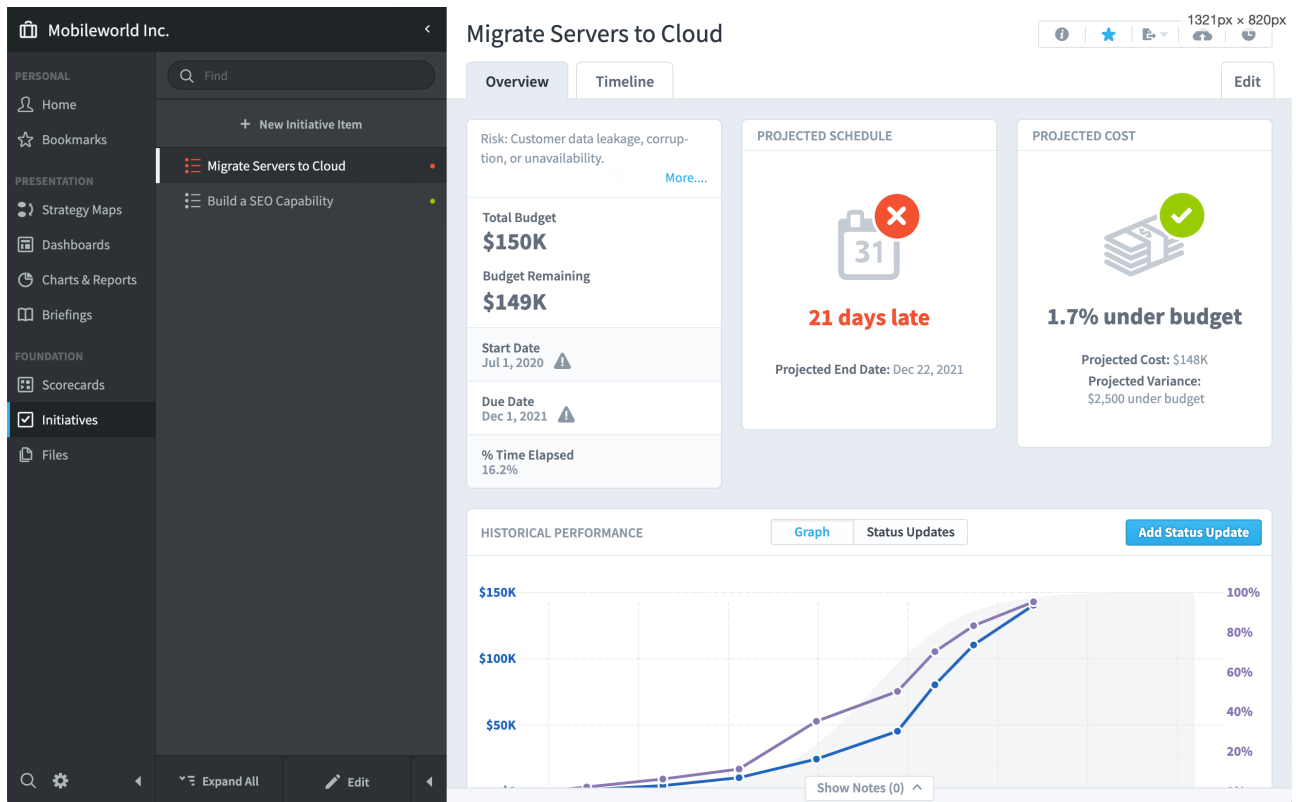 Mobileworld Inc.
PERSONAL
Home
Bookmarks
PRESENTATION
Strategy Maps
Dashboards
Charts & Reports
Briefings
FOUNDATION
Scorecards
Initiatives
Files
Find
+ New Initiative Item
Migrate Servers to Cloud
Build a SEO Capability
Expand All
Edit
Migrate Servers to Cloud
1321px × 820px
Overview
Timeline
Edit
Risk: Customer data leakage, corrup-
tion, or unavailability.
More....
Total Budget
$150K
Budget Remaining
$149K
Start Date
Jul 1, 2020
Due Date
Dec 1, 2021
% Time Elapsed
16.2%
PROJECTED SCHEDULE
31
21 days late
Projected End Date: Dec 22, 2021
PROJECTED COST
$
1.7% under budget
Projected Cost: $148K
Projected Variance:
$2,500 under budget
HISTORICAL PERFORMANCE
Graph
Status Updates
Add Status Update
$150K
$100K
$50K
100%
80%
60%
40%
20%
Show Notes (0)